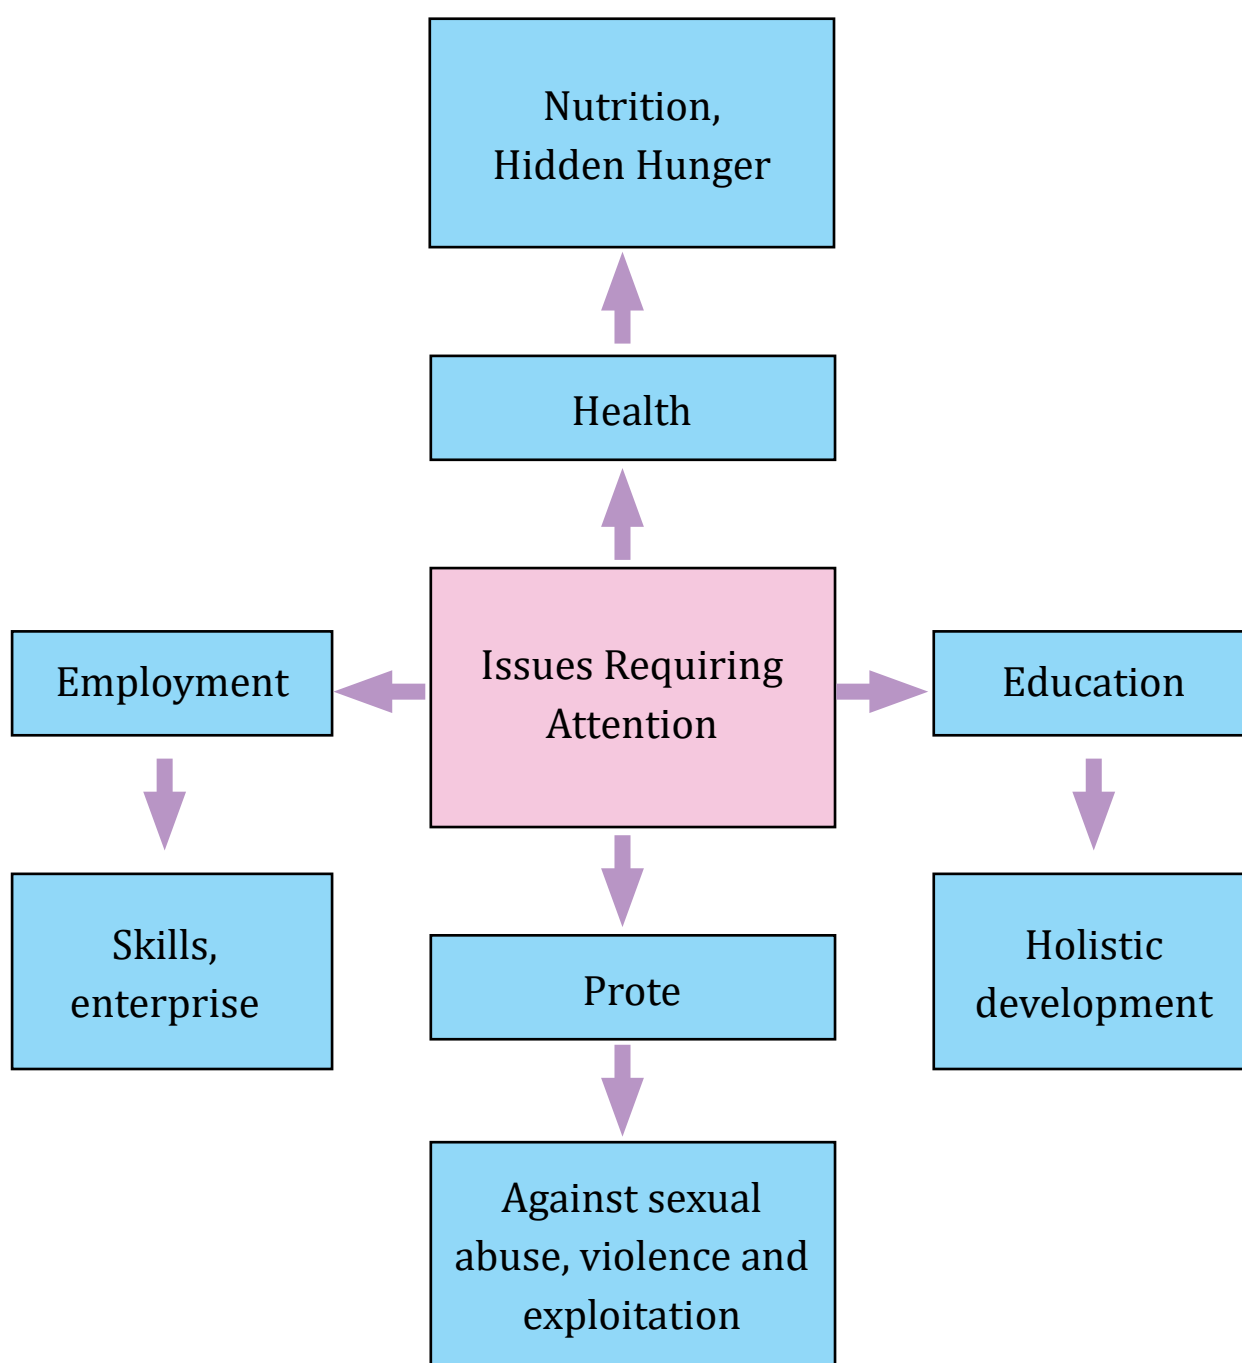 Nutrition,
Hidden Hunger
Health
Issues Requiring
Attention
Employment
Education
Skills,
enterprise
Prote
Holistic
development
Against sexual
abuse, violence and
exploitation